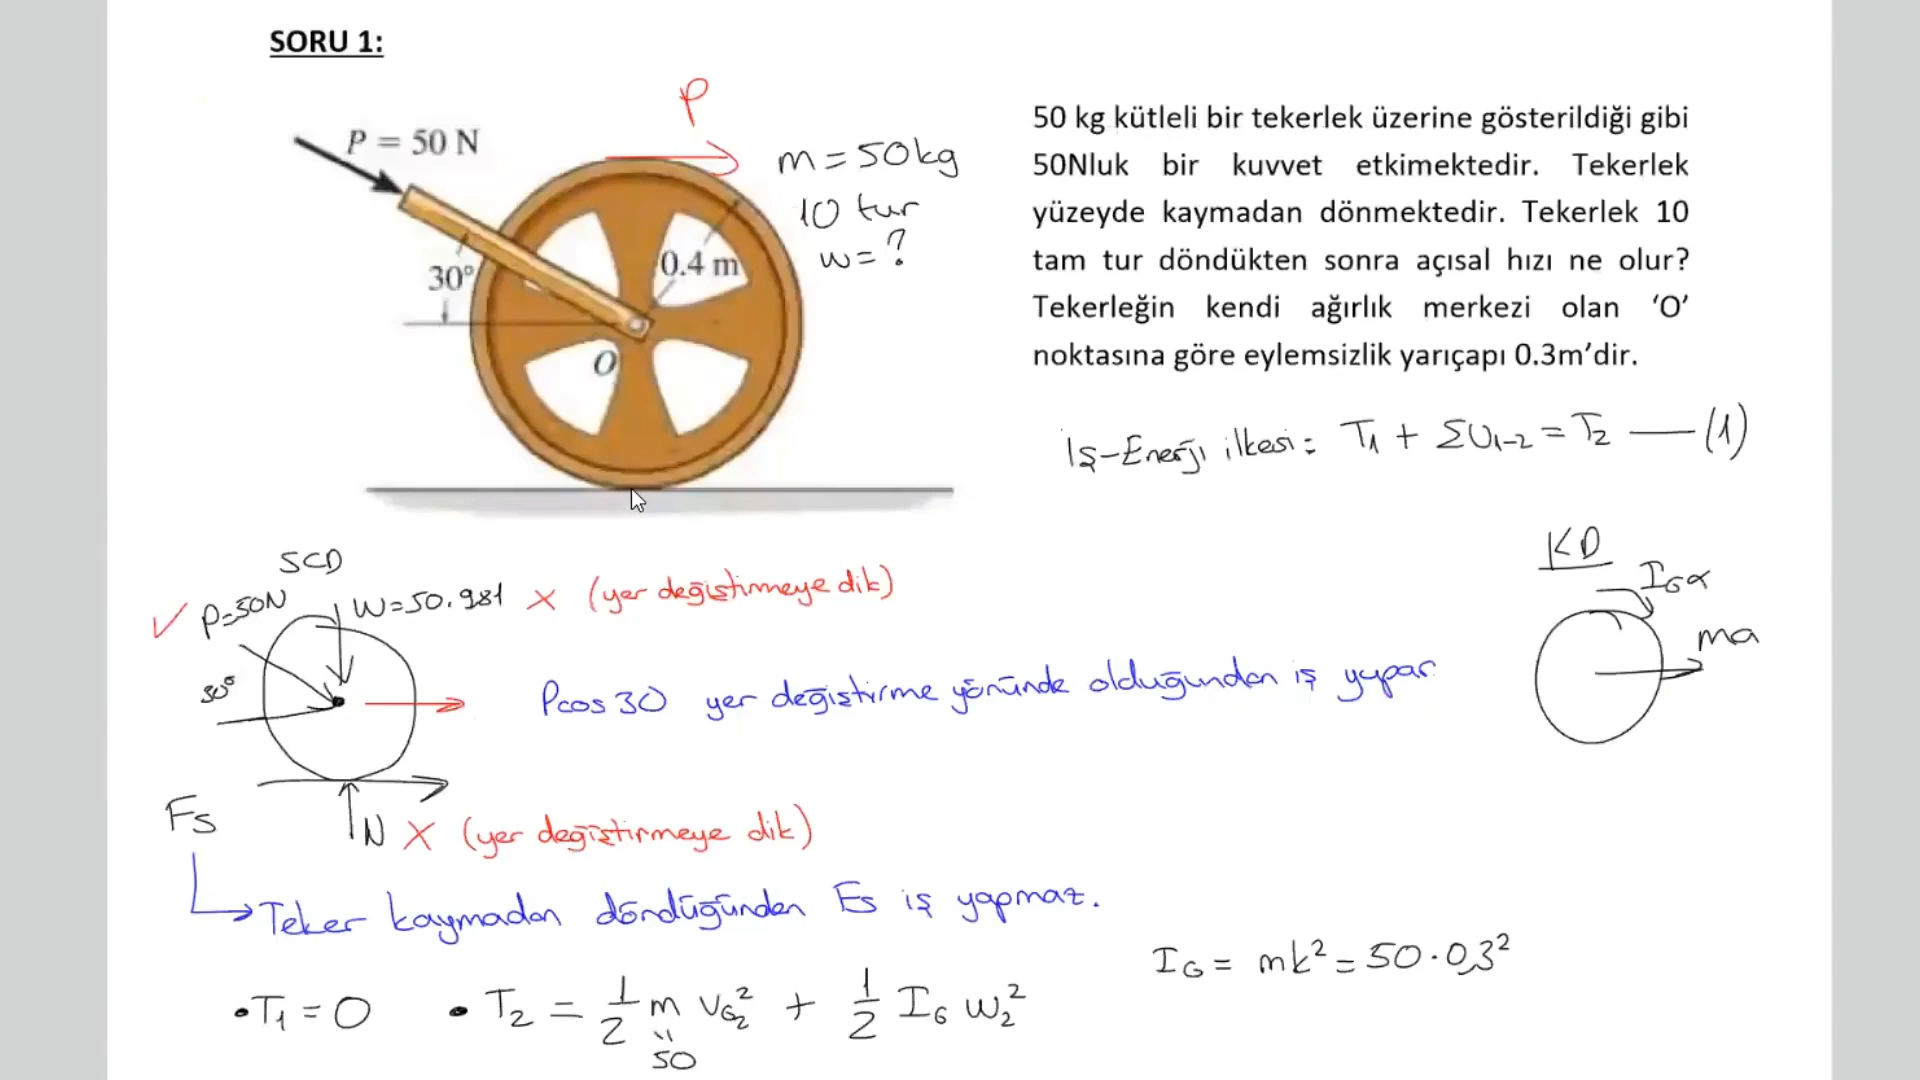 SORU 1:
P = 50 N
30°
0.4 m
O
P
m = 50kg
10 tur
w = ?
50 kg kütleli bir tekerlek üzerine gösterildiği gibi
50Nluk bir kuvvet etkimektedir. Tekerlek
yüzeyde kaymadan dönmektedir. Tekerlek 10
tam tur döndükten sonra açısal hızı ne olur?
Tekerleğin kendi ağırlık merkezi olan ‘O’
noktasına göre eylemsizlik yarıçapı 0.3m’dir.
İş-Enerji ilkesi: T₁ + ΣU₁₋₂ = T₂ — (1)
SCD
✓ P=50N
W=50.981 X (yer değiştirmeye dik)
30°
Pcos30 yer değiştirme yönünde olduğundan iş yapar
KD
I_G α
ma
Fs
N X (yer değiştirmeye dik)
Teker kaymadan döndüğünden Fs iş yapmaz.
I_G = mk² = 50 · 0,3²
• T₁ = 0 • T₂ = 1/2 m v_G₂² + 1/2 I_G w₂²
50